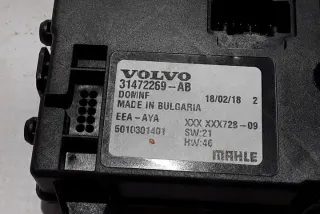 VOLVO
31472269-AB
DOMNF 18/02/18 2
MADE IN BULGARIA
EEA-AYA XXX XXX728-09
5010301401 SW:21
HW:46
MAHLE